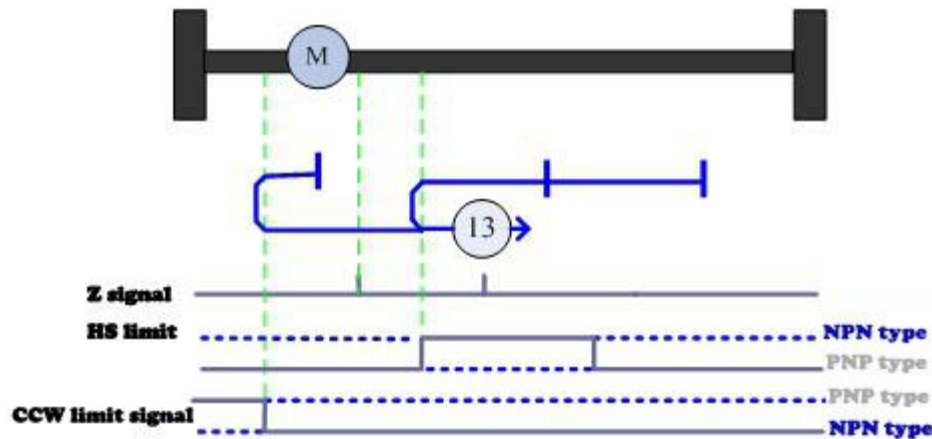 M
13
Z signal
HS limit
NPN type
PNP type
PNP type
CCW limit signal
NPN type